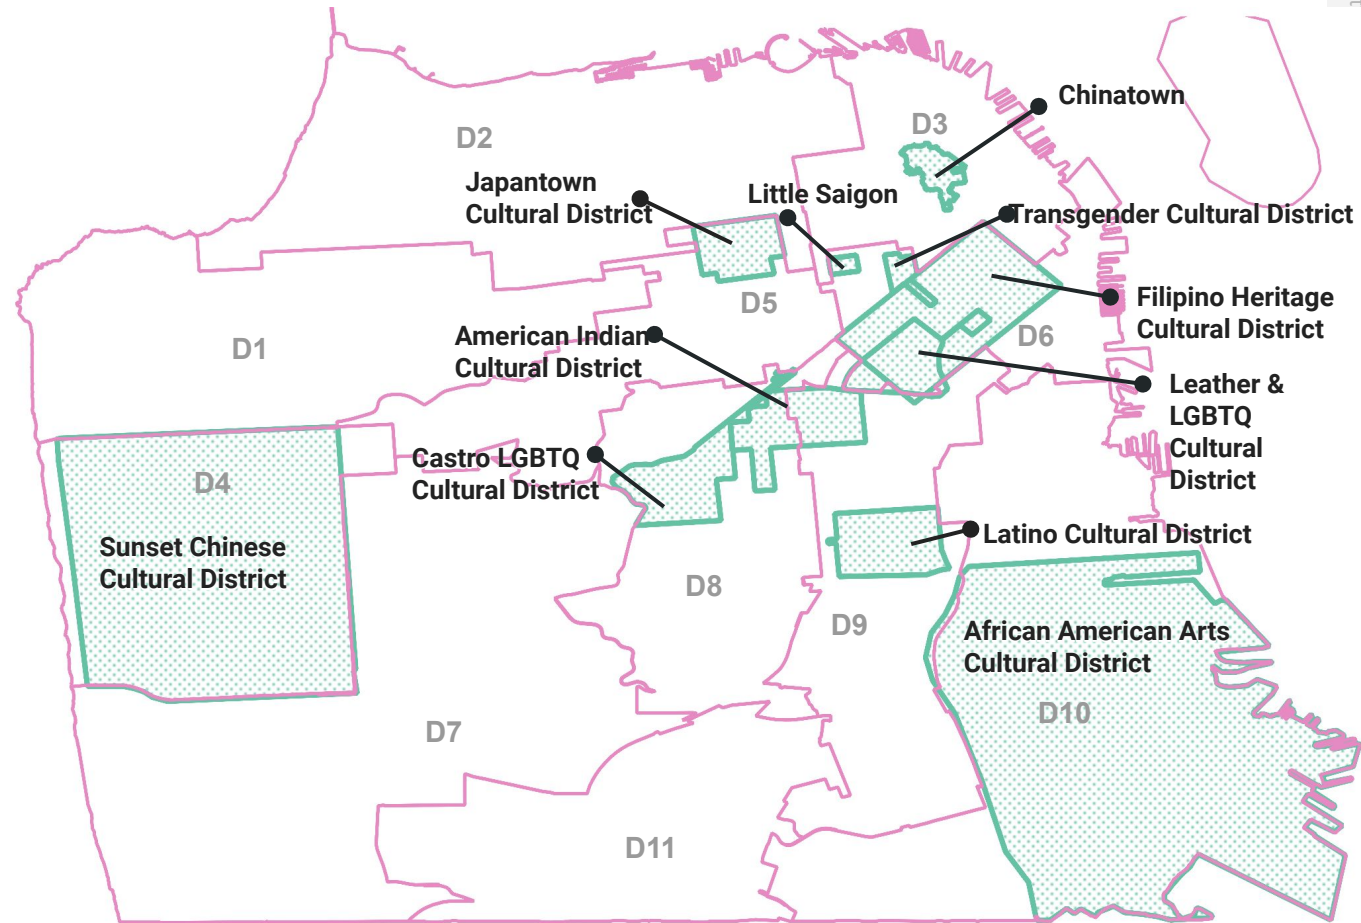 Chinatown
D3
D2
Japantown
Cultural District
Little Saigon
Transgender Cultural District
D5
Filipino Heritage
Cultural District
D6
American Indian
Cultural District
D1
Leather &
LGBTQ
Cultural
District
Castro LGBTQ
Cultural District
D4
Sunset Chinese
Cultural District
Latino Cultural District
D8
D9
African American Arts
Cultural District
D10
D7
D11